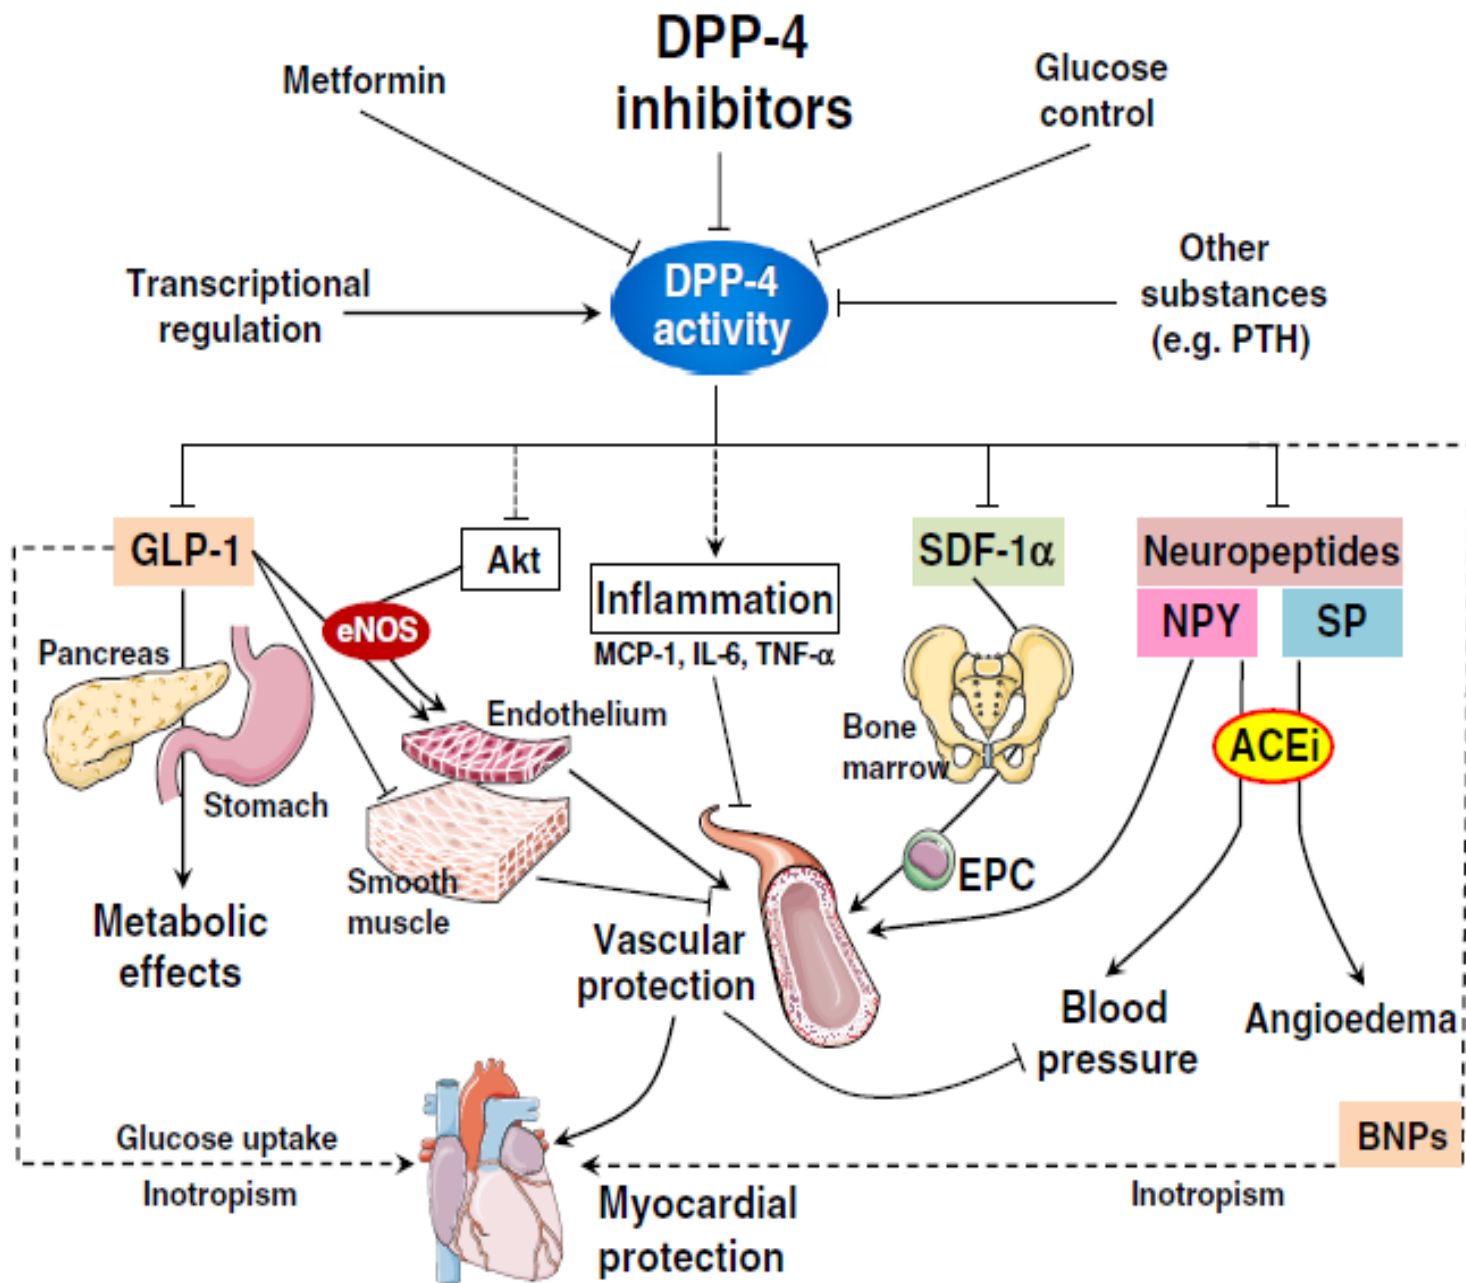 DPP-4
inhibitors
Metformin
Glucose
control
Transcriptional
regulation
DPP-4
activity
Other
substances
(e.g. PTH)
GLP-1
Akt
eNOS
Inflammation
MCP-1, IL-6, TNF-α
SDF-1α
Neuropeptides
NPY
SP
Pancreas
Stomach
Endothelium
Smooth
muscle
Bone
marrow
EPC
ACEi
Metabolic
effects
Vascular
protection
Blood
pressure
Angioedema
BNPs
Glucose uptake
Inotropism
Myocardial
protection
Inotropism